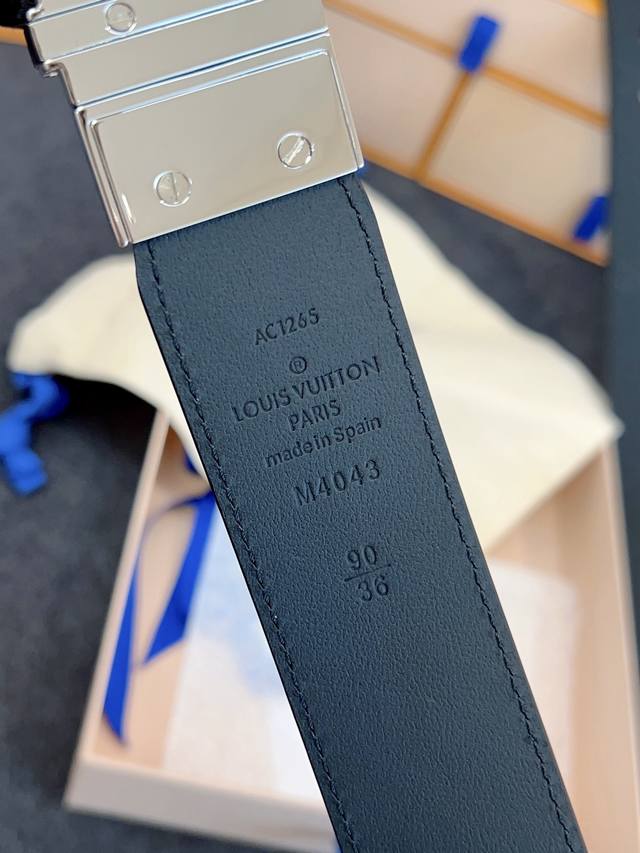 AC1265
®
LOUIS VUITTON
PARIS
made in Spain
M4043
90
36